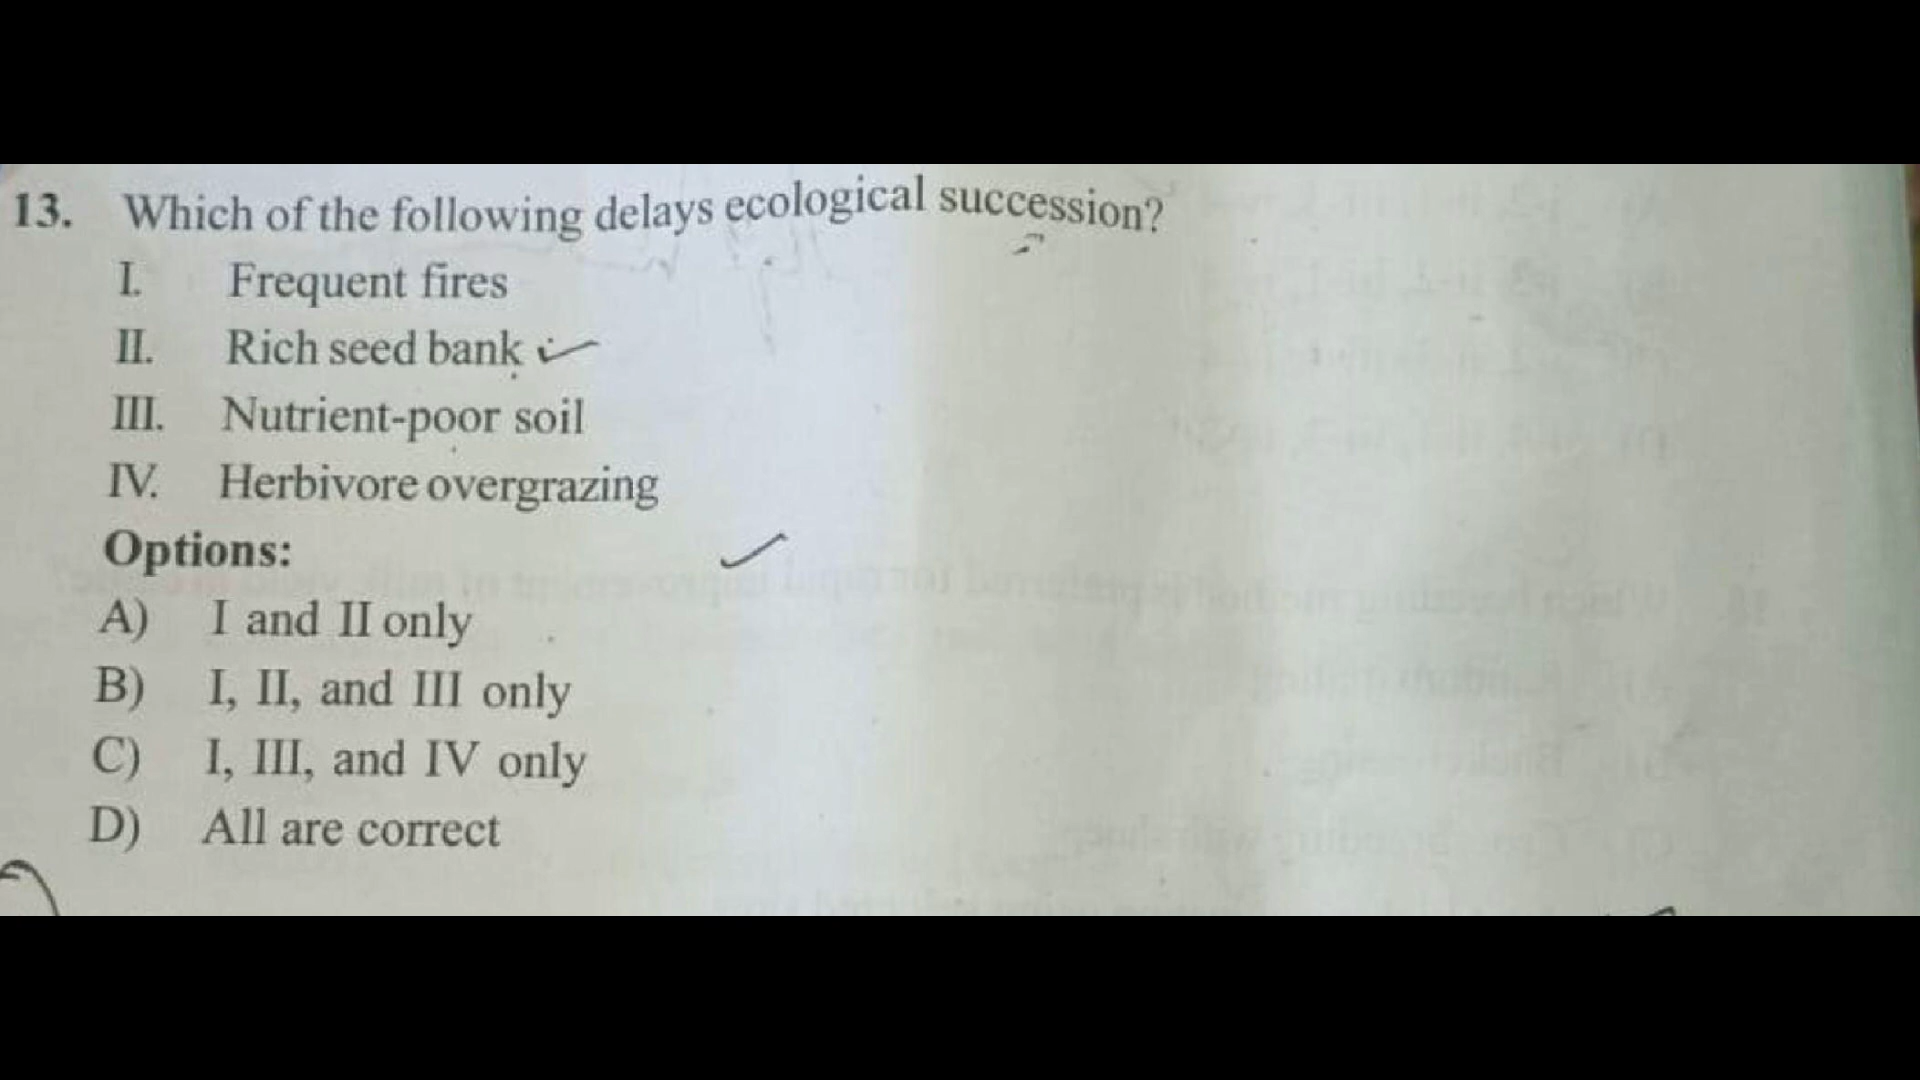 13. Which of the following delays ecological succession?
I. Frequent fires
II. Rich seed bank
III. Nutrient-poor soil
IV. Herbivore overgrazing
Options:
A) I and II only
B) I, II, and III only
C) I, III, and IV only
D) All are correct